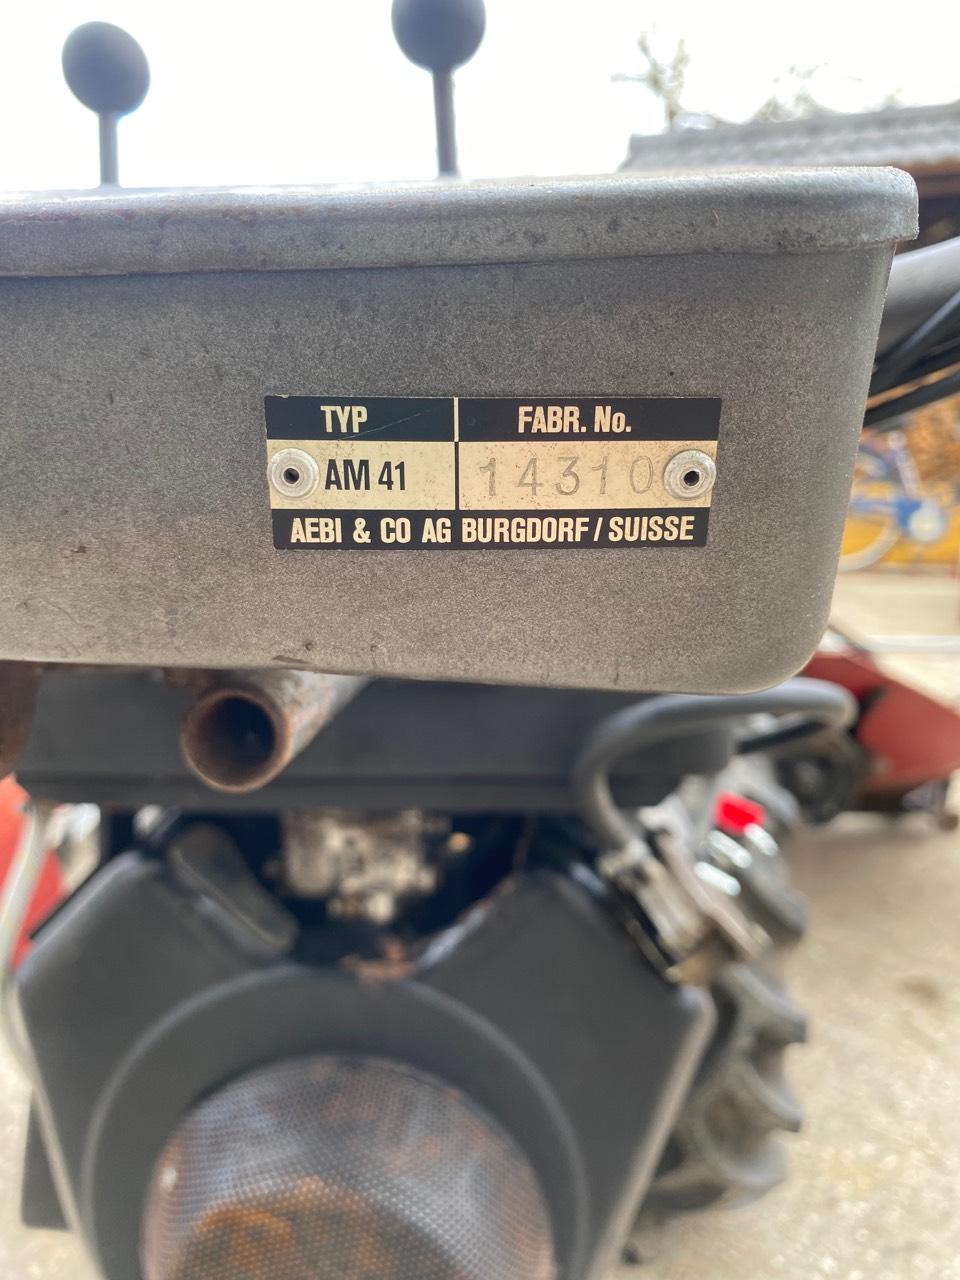 TYP FABR. No.
AM 41 14310
AEBI & CO AG BURGDORF / SUISSE